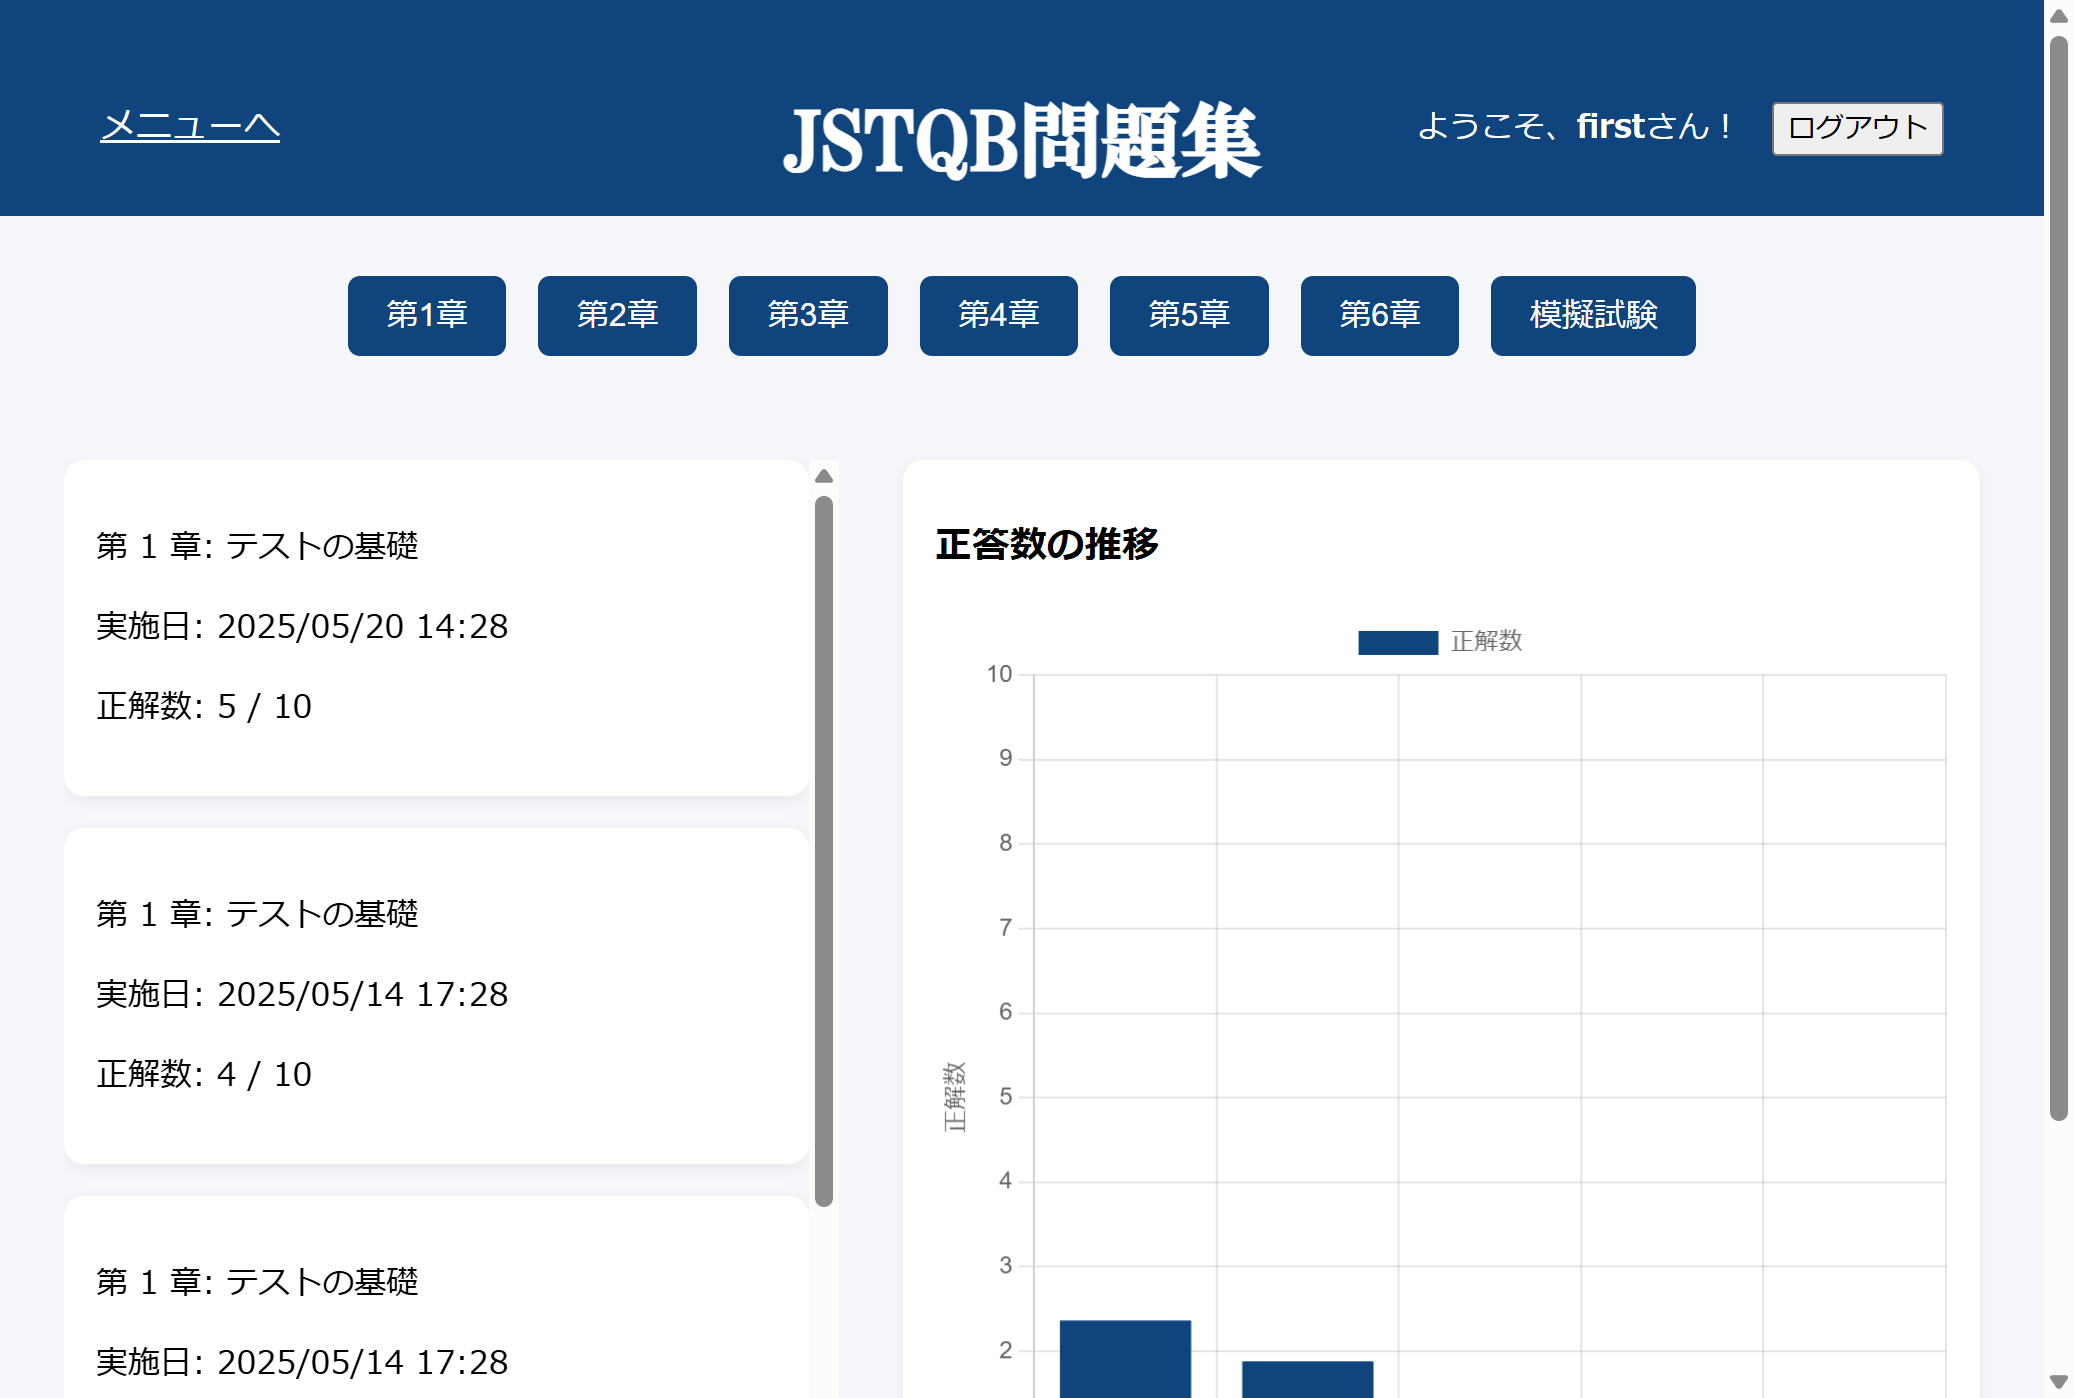 メニューへ
JSTQB問題集
ようこそ、firstさん！
ログアウト
第1章
第2章
第3章
第4章
第5章
第6章
模擬試験
第 1 章: テストの基礎
実施日: 2025/05/20 14:28
正解数: 5 / 10
第 1 章: テストの基礎
実施日: 2025/05/14 17:28
正解数: 4 / 10
第 1 章: テストの基礎
実施日: 2025/05/14 17:28
正答数の推移
正解数
10
9
8
7
6
5
4
3
2
正解数